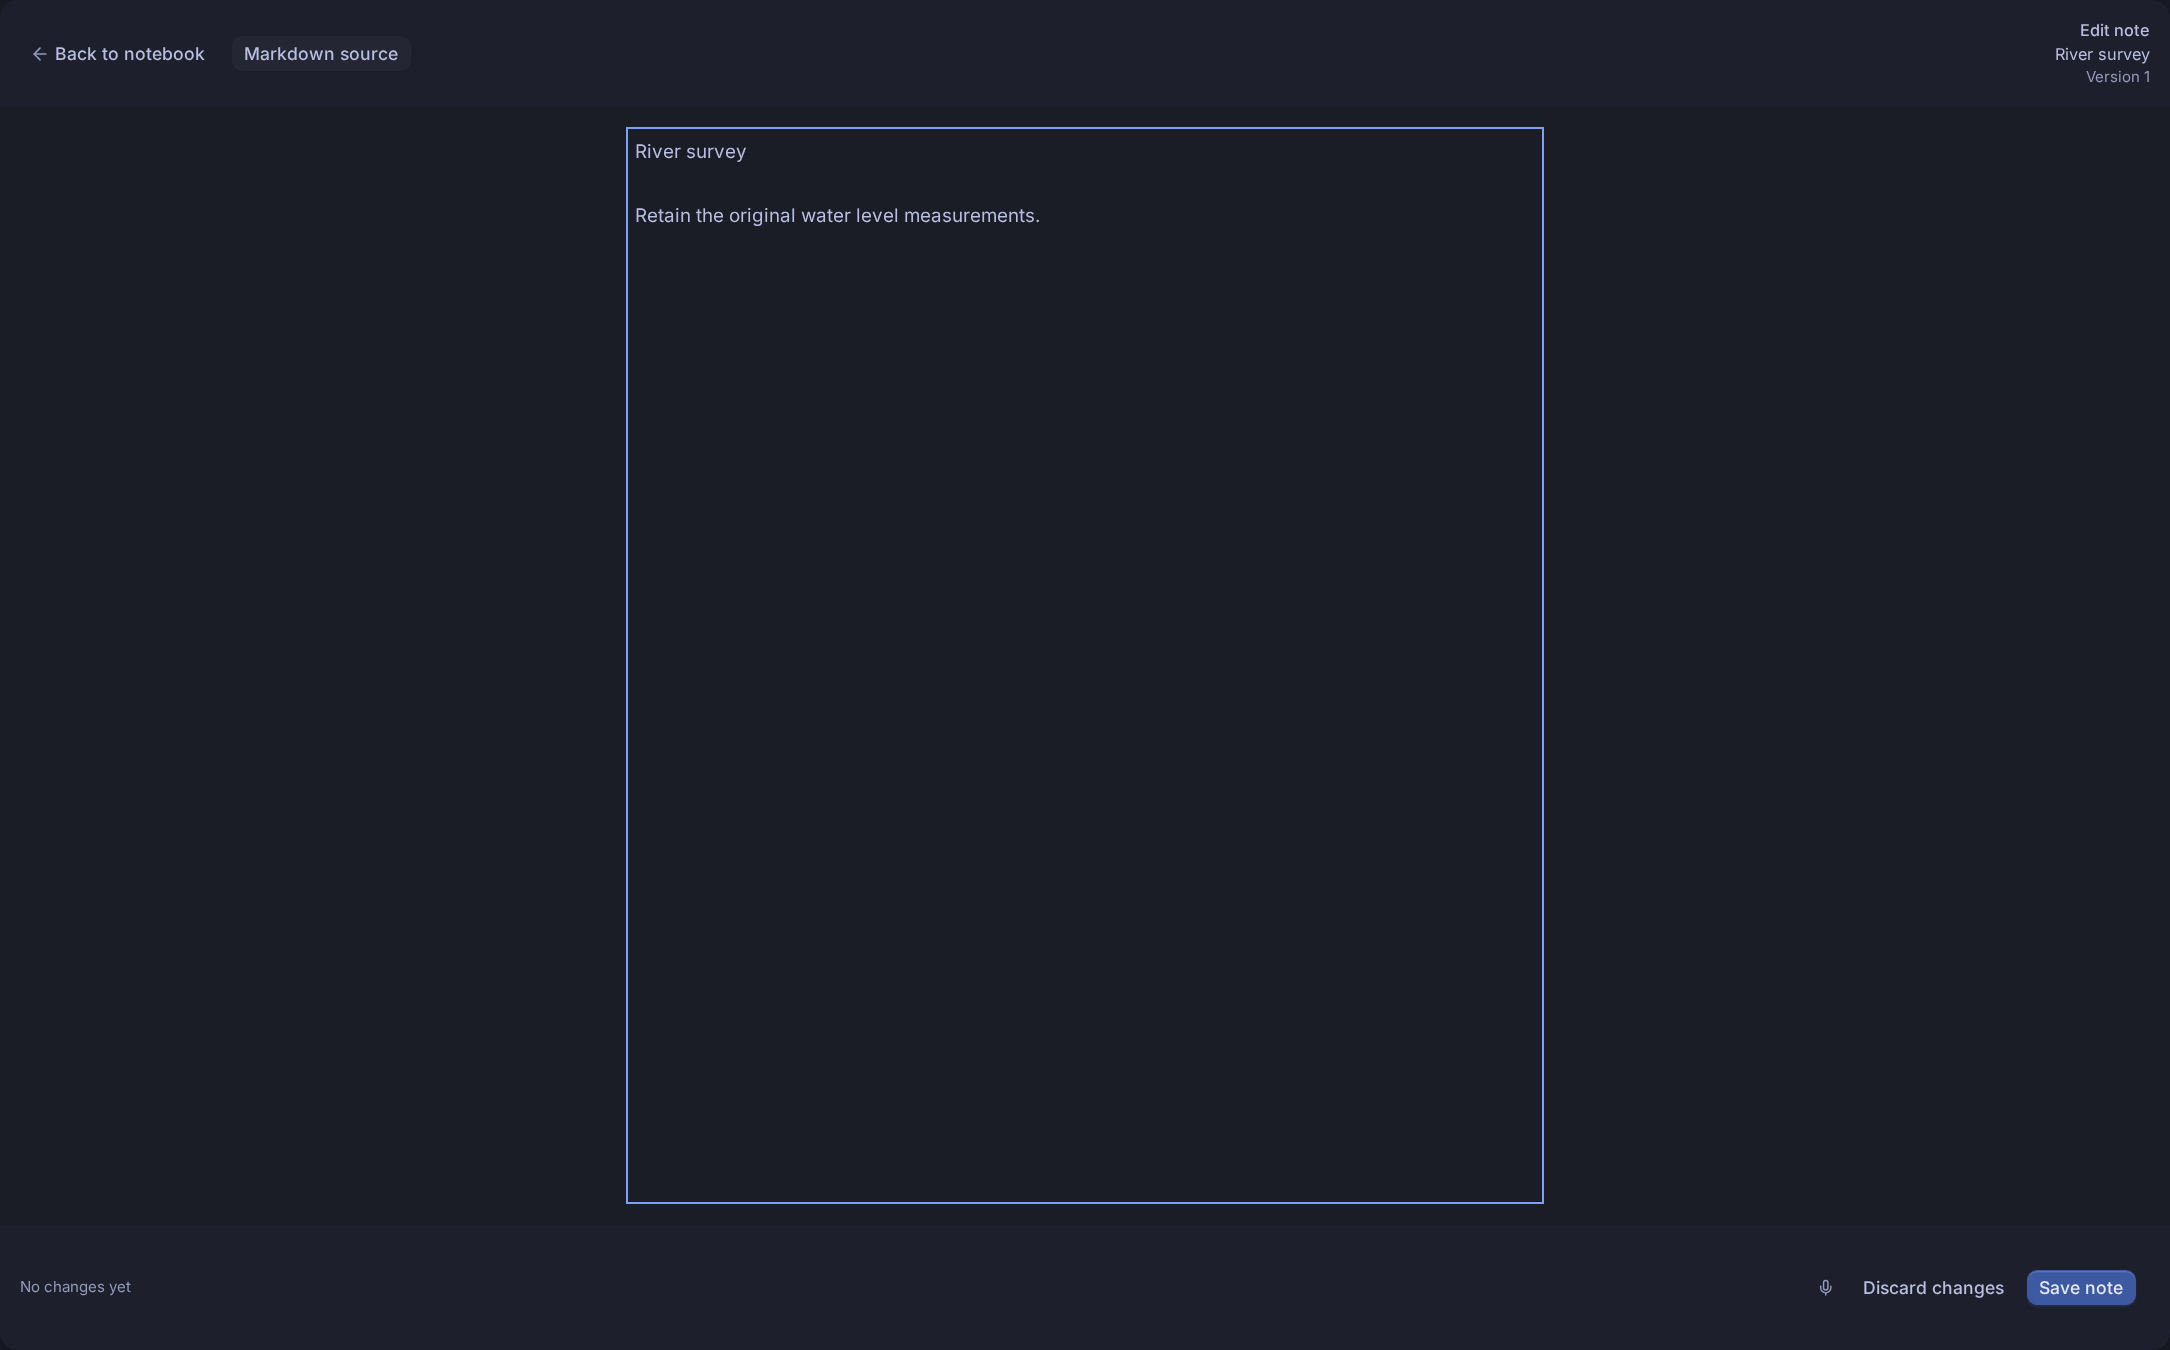 Back to notebook
Markdown source
Edit note
River survey
Version 1
River survey
Retain the original water level measurements.
No changes yet
Discard changes
Save note